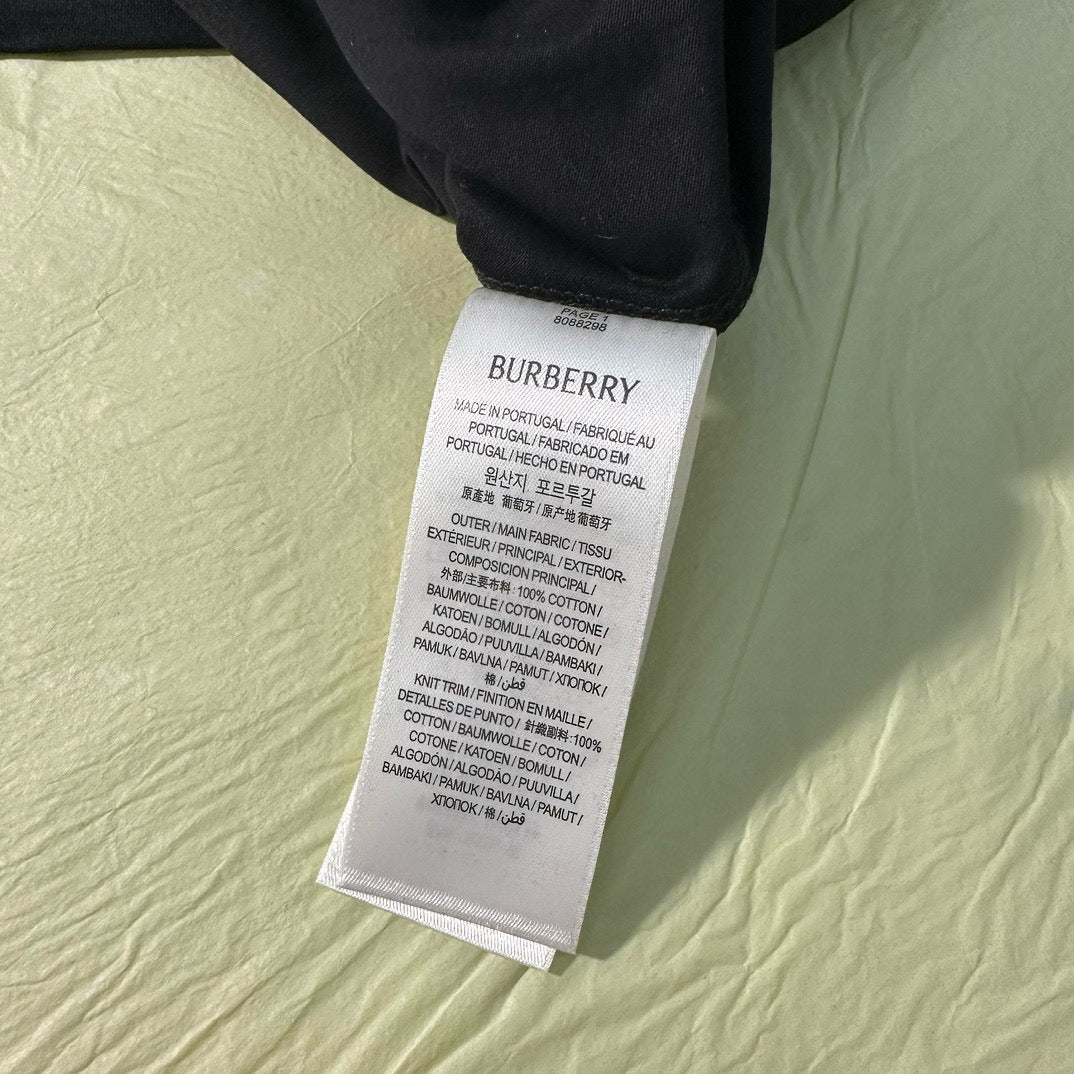 PAGE 1
8088298
BURBERRY
MADE IN PORTUGAL / FABRIQUÉ AU
PORTUGAL / FABRICADO EM
PORTUGAL / HECHO EN PORTUGAL
원산지 포르투갈
原產地 葡萄牙 / 原产地 葡萄牙
OUTER / MAIN FABRIC / TISSU
EXTÉRIEUR / PRINCIPAL / EXTERIOR-
COMPOSICION PRINCIPAL /
外部/主要布料: 100% COTTON /
BAUMWOLLE / COTON / COTONE /
KATOEN / BOMULL / ALGODÓN /
ALGODÃO / PUUVILLA / BAMBAKI /
PAMUK / BAVLNA / PAMUT / ХЛОПОК /
棉 / قطن
KNIT TRIM / FINITION EN MAILLE /
DETALLES DE PUNTO / 針織副料:100%
COTTON / BAUMWOLLE / COTON /
COTONE / KATOEN / BOMULL /
ALGODÓN / ALGODÃO / PUUVILLA /
BAMBAKI / PAMUK / BAVLNA / PAMUT /
ХЛОПОК / 棉 / قطن